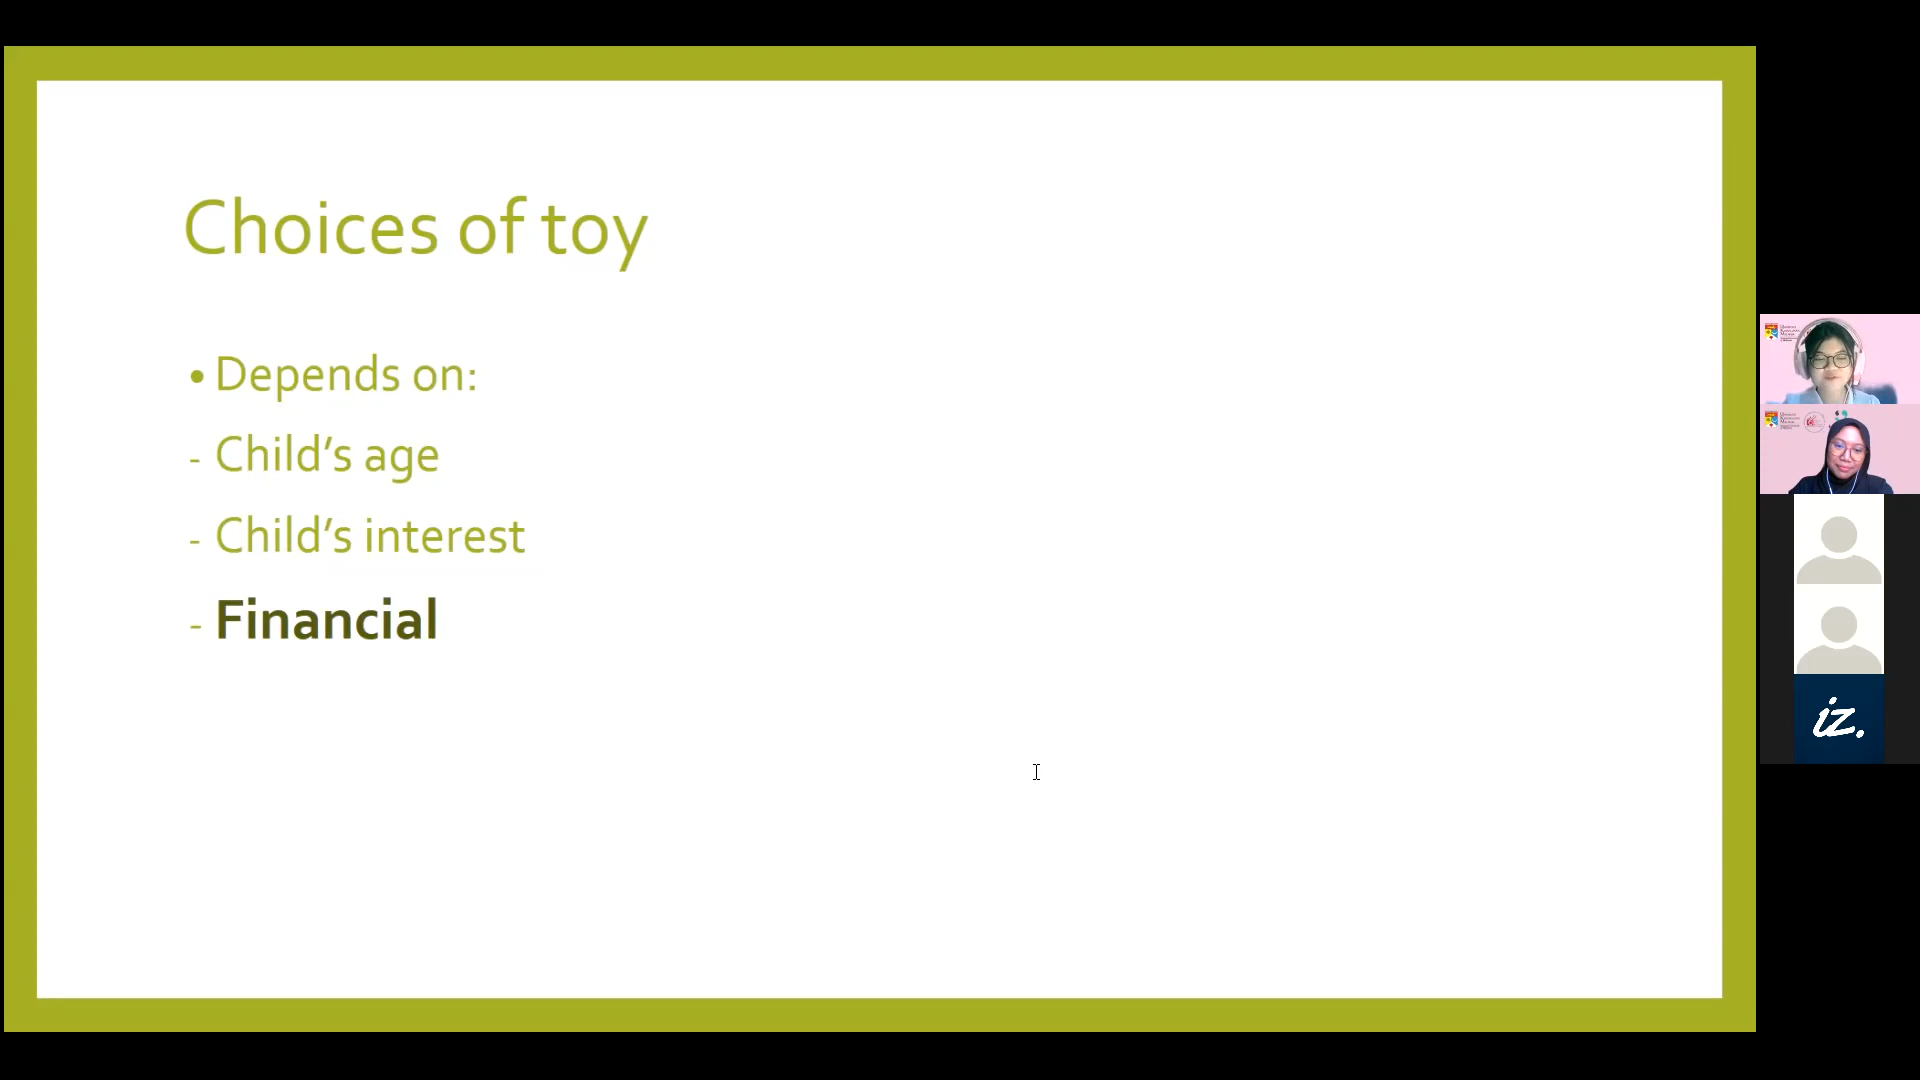 Choices of toy
• Depends on:
- Child’s age
- Child’s interest
- Financial
iz.